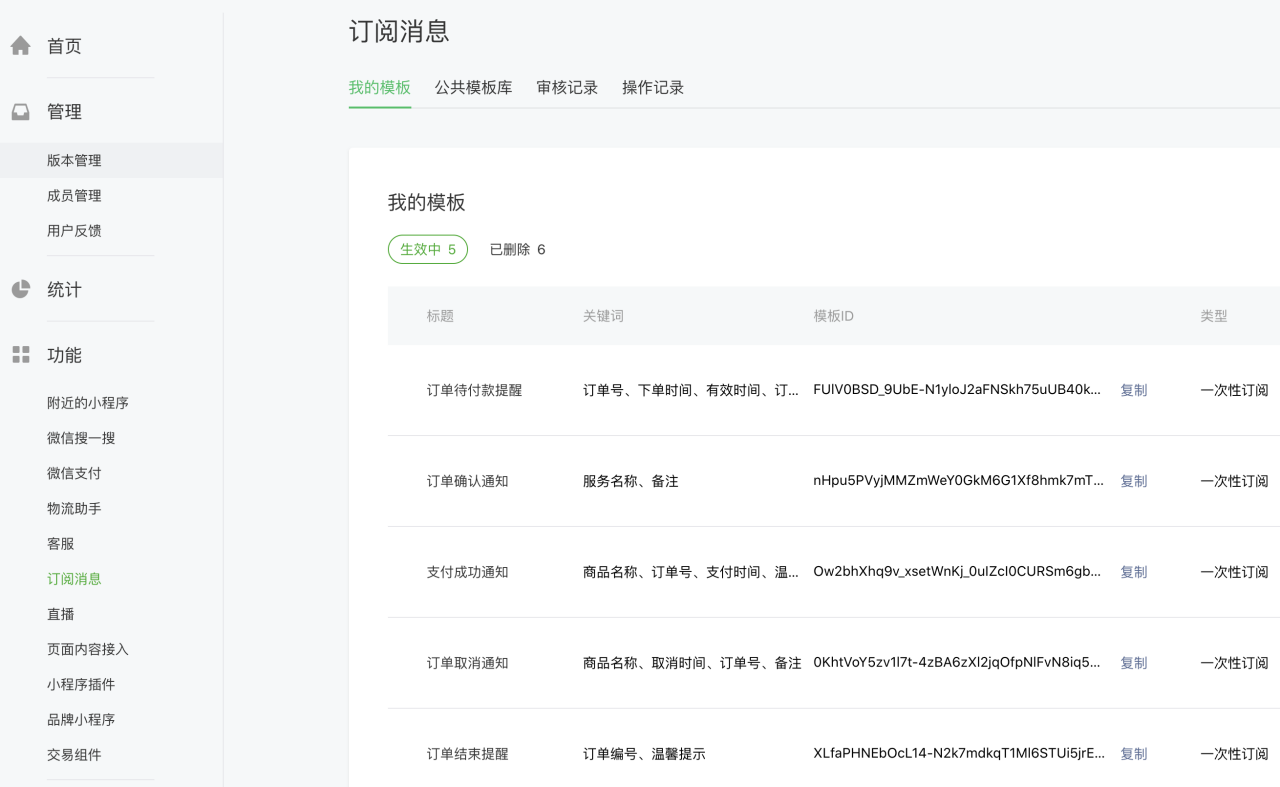 首页
管理
版本管理
成员管理
用户反馈
统计
功能
附近的小程序
微信搜一搜
微信支付
物流助手
客服
订阅消息
直播
页面内容接入
小程序插件
品牌小程序
交易组件
订阅消息
我的模板 公共模板库 审核记录 操作记录
我的模板
生效中 5 已删除 6
标题 关键词 模板ID 类型
订单待付款提醒 订单号、下单时间、有效时间、订... FUlV0BSD_9UbE-N1yloJ2aFNSkh75uUB40k... 复制 一次性订阅
订单确认通知 服务名称、备注 nHpu5PVyjMMZmWeY0GkM6G1Xf8hmk7mT... 复制 一次性订阅
支付成功通知 商品名称、订单号、支付时间、温... Ow2bhXhq9v_xsetWnKj_0uIZcI0CURSm6gb... 复制 一次性订阅
订单取消通知 商品名称、取消时间、订单号、备注 0KhtVoY5zv1l7t-4zBA6zXl2jqOfpNlFvN8iq5... 复制 一次性订阅
订单结束提醒 订单编号、温馨提示 XLfaPHNEbOcL14-N2k7mdkqT1Ml6STUi5jrE... 复制 一次性订阅